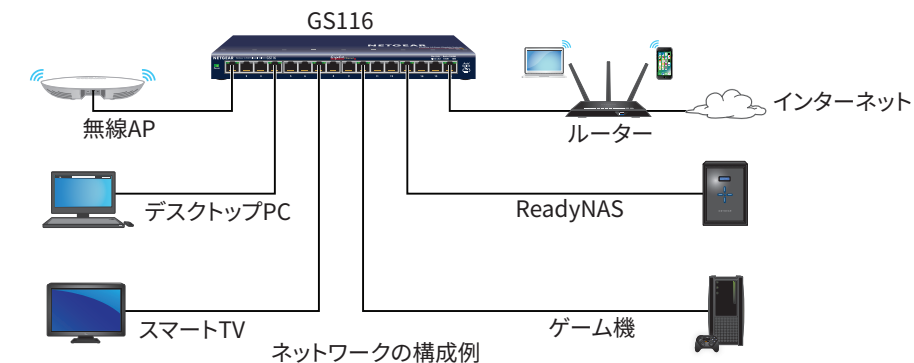 GS116
NETGEAR
NETGEAR
無線AP
ルーター
インターネット
デスクトップPC
ReadyNAS
スマートTV
ゲーム機
ネットワークの構成例